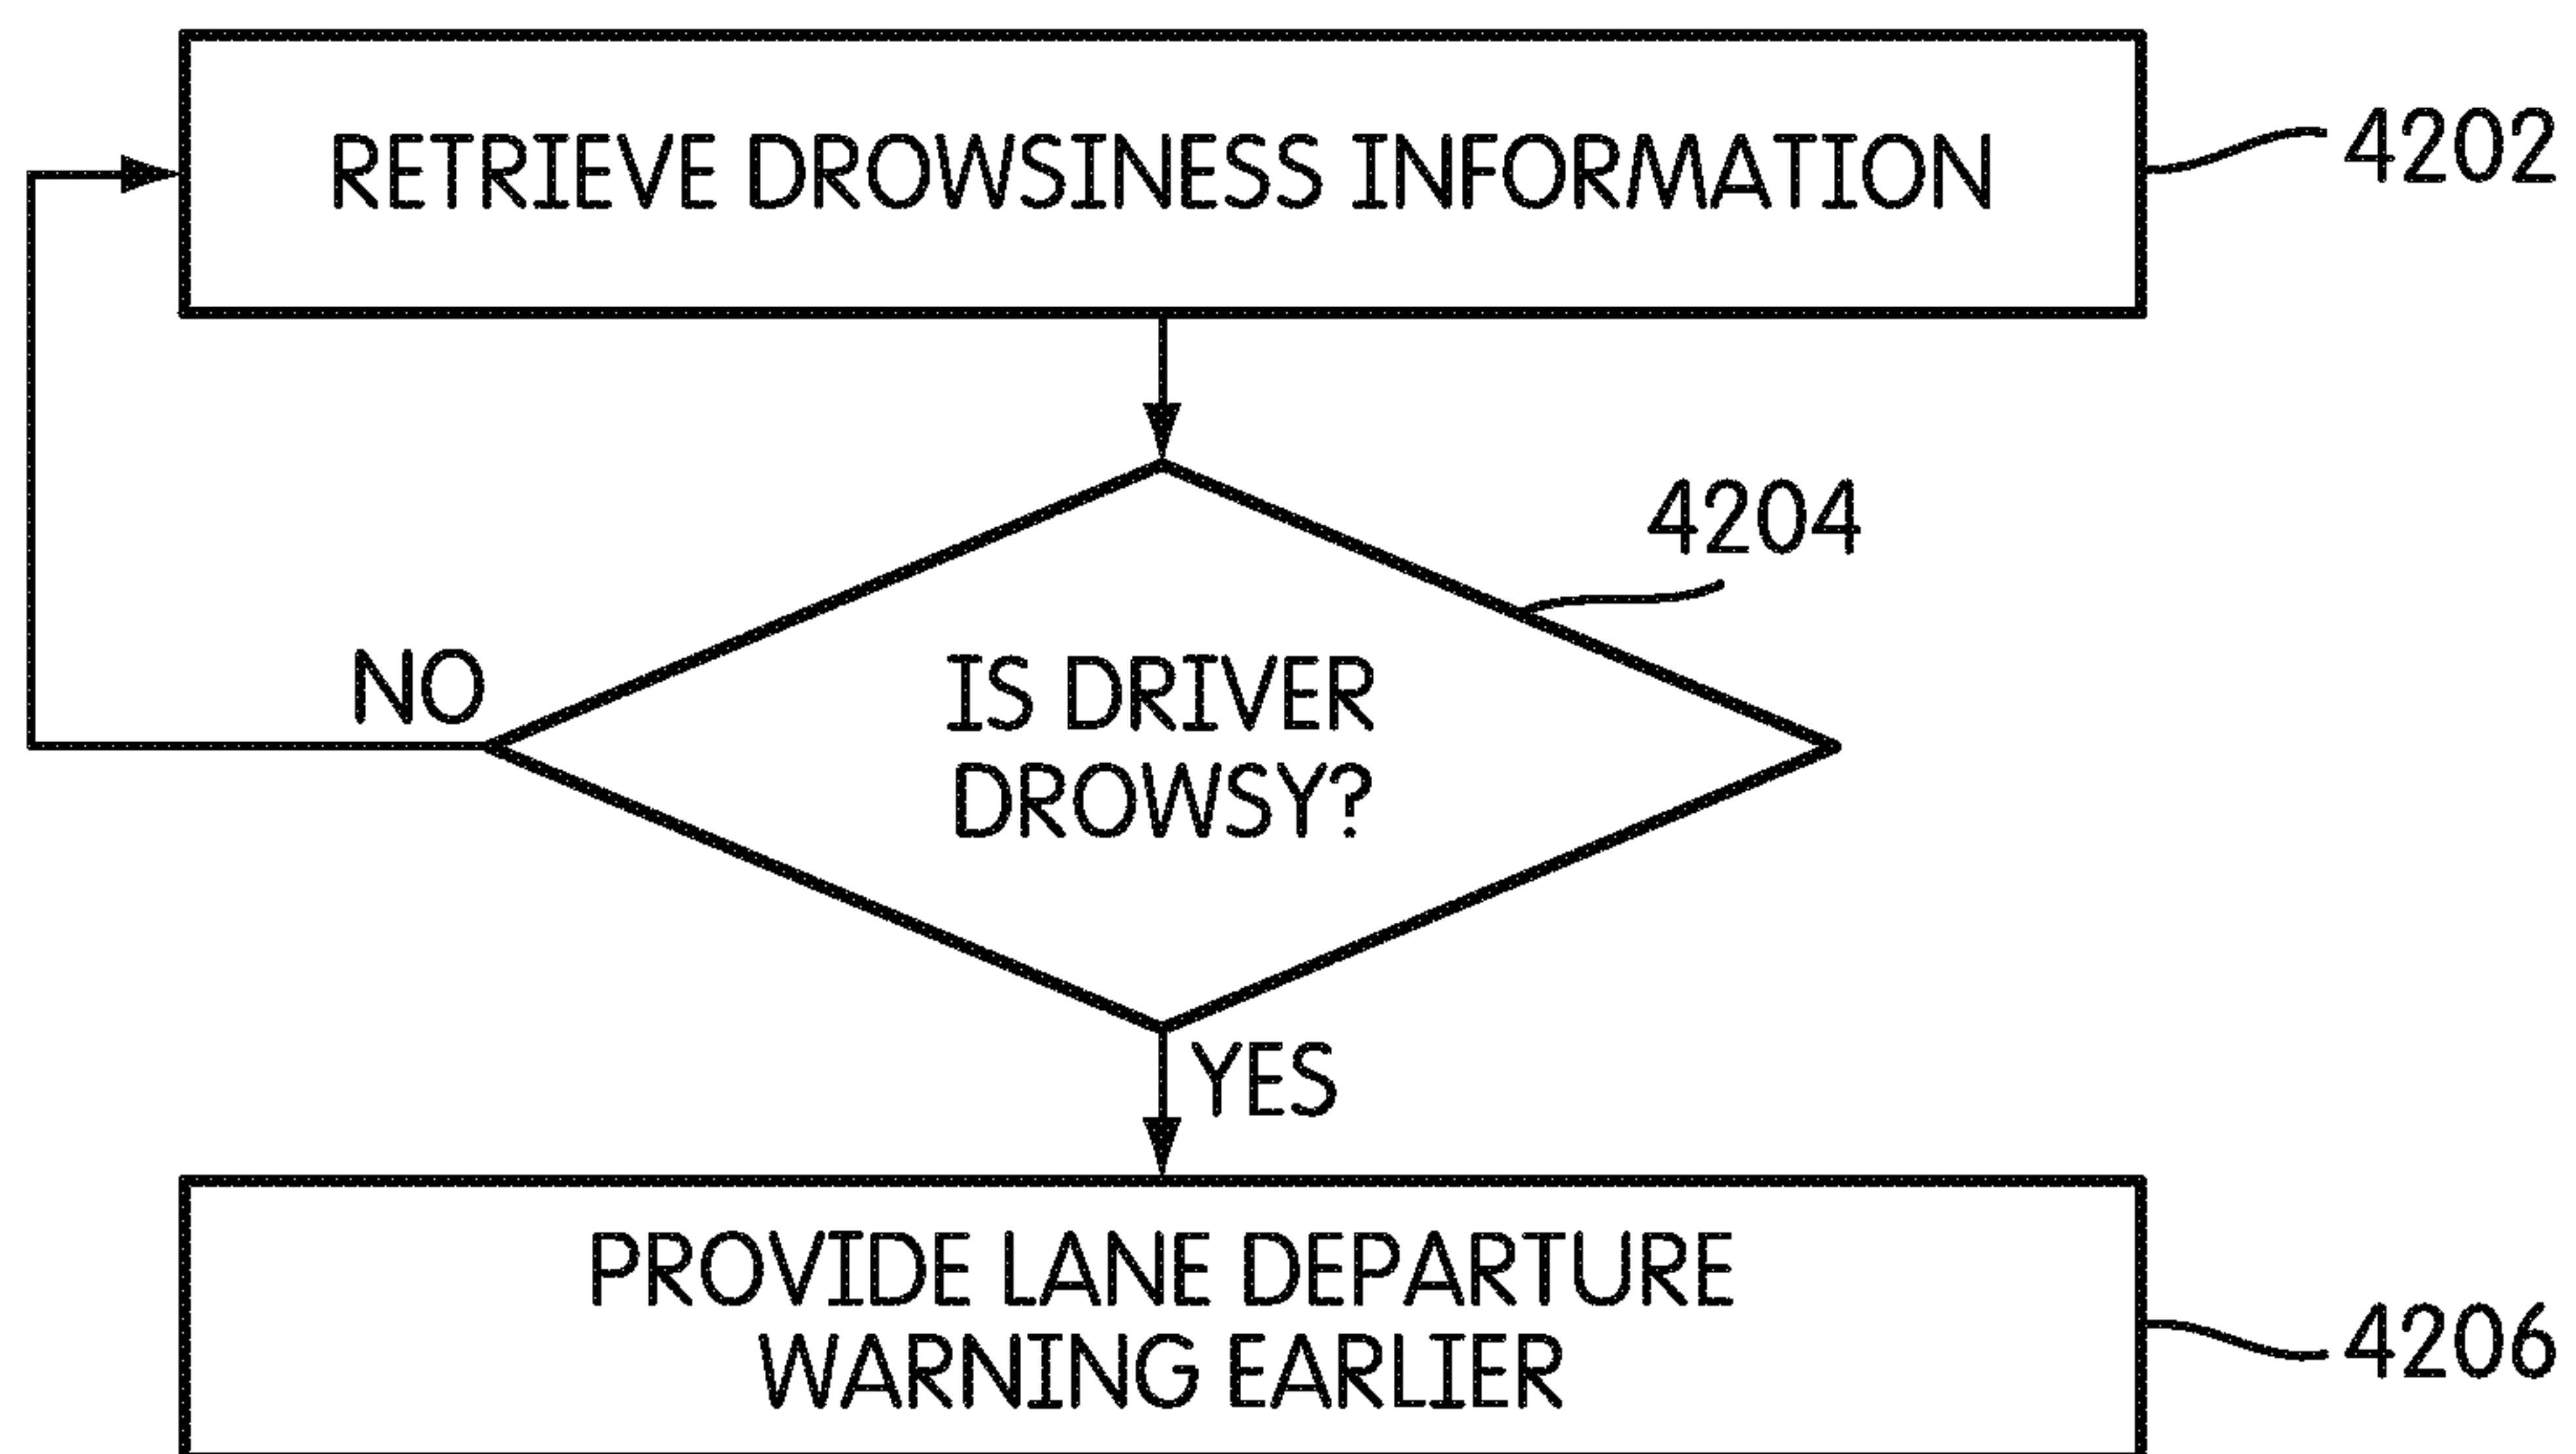 RETRIEVE DROWSINESS INFORMATION
4202
4204
NO
IS DRIVER
DROWSY?
YES
PROVIDE LANE DEPARTURE
WARNING EARLIER
4206